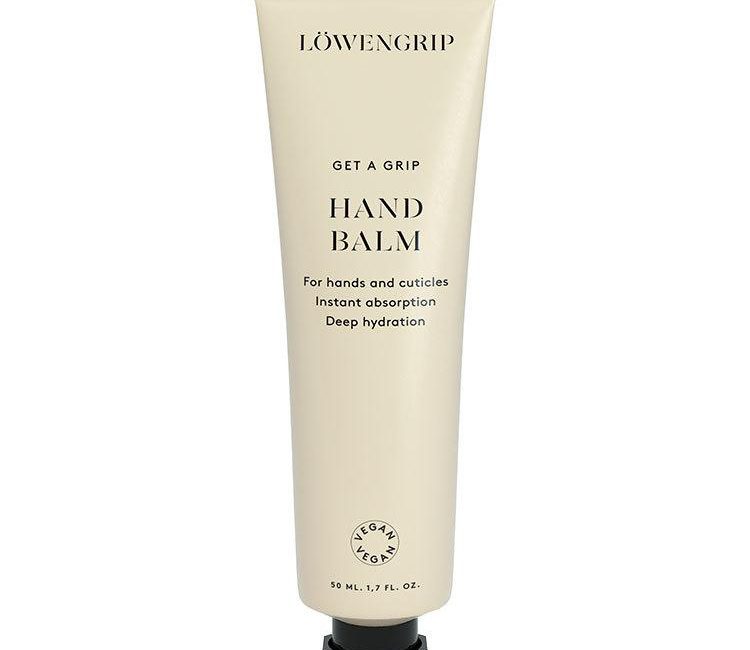 LÖWENGRIP
GET A GRIP
HAND
BALM
For hands and cuticles
Instant absorption
Deep hydration
VEGAN
VEGAN
50 ML. 1,7 FL. OZ.